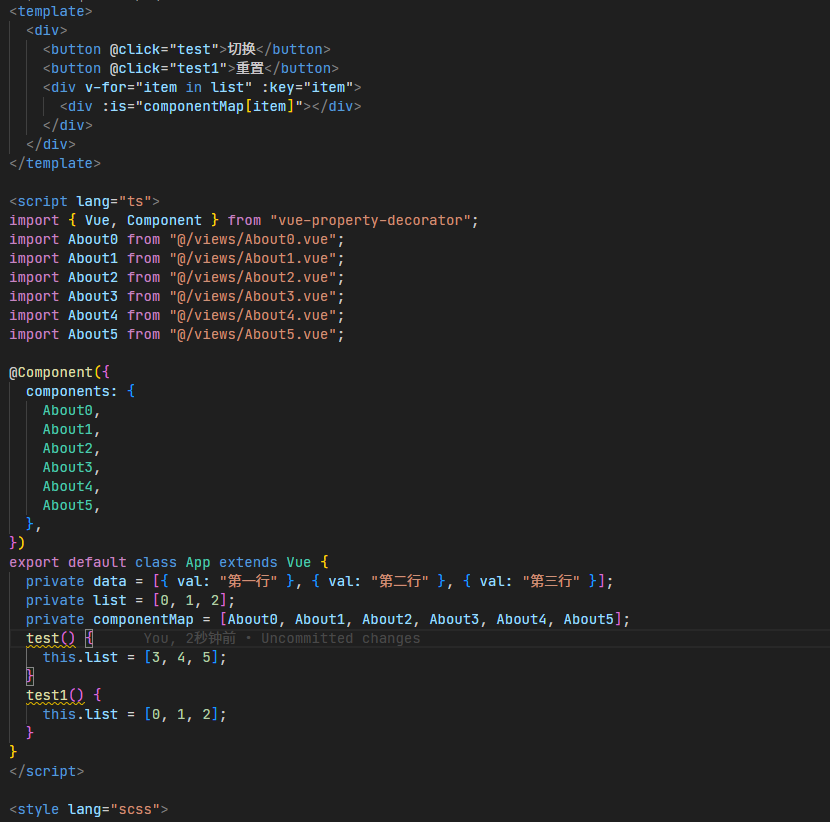 <template>
  <div>
    <button @click="test">切换</button>
    <button @click="test1">重置</button>
    <div v-for="item in list" :key="item">
      <div :is="componentMap[item]"></div>
    </div>
  </div>
</template>

<script lang="ts">
import { Vue, Component } from "vue-property-decorator";
import About0 from "@/views/About0.vue";
import About1 from "@/views/About1.vue";
import About2 from "@/views/About2.vue";
import About3 from "@/views/About3.vue";
import About4 from "@/views/About4.vue";
import About5 from "@/views/About5.vue";

@Component({
  components: {
    About0,
    About1,
    About2,
    About3,
    About4,
    About5,
  },
})
export default class App extends Vue {
  private data = [{ val: "第一行" }, { val: "第二行" }, { val: "第三行" }];
  private list = [0, 1, 2];
  private componentMap = [About0, About1, About2, About3, About4, About5];
  test() {      You, 2秒钟前 • Uncommitted changes
    this.list = [3, 4, 5];
  }
  test1() {
    this.list = [0, 1, 2];
  }
}
</script>

<style lang="scss">